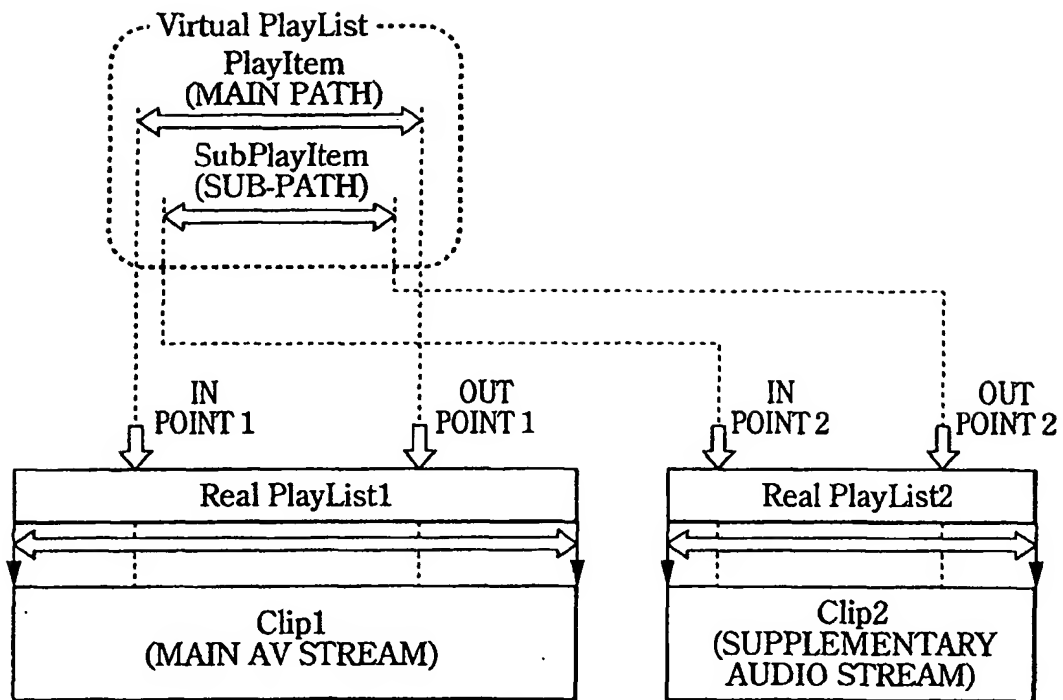 Virtual PlayList
PlayItem
(MAIN PATH)
SubPlayItem
(SUB-PATH)
IN
POINT 1
OUT
POINT 1
IN
POINT 2
OUT
POINT 2
Real PlayList1
Real PlayList2
Clip1
(MAIN AV STREAM)
Clip2
(SUPPLEMENTARY
AUDIO STREAM)